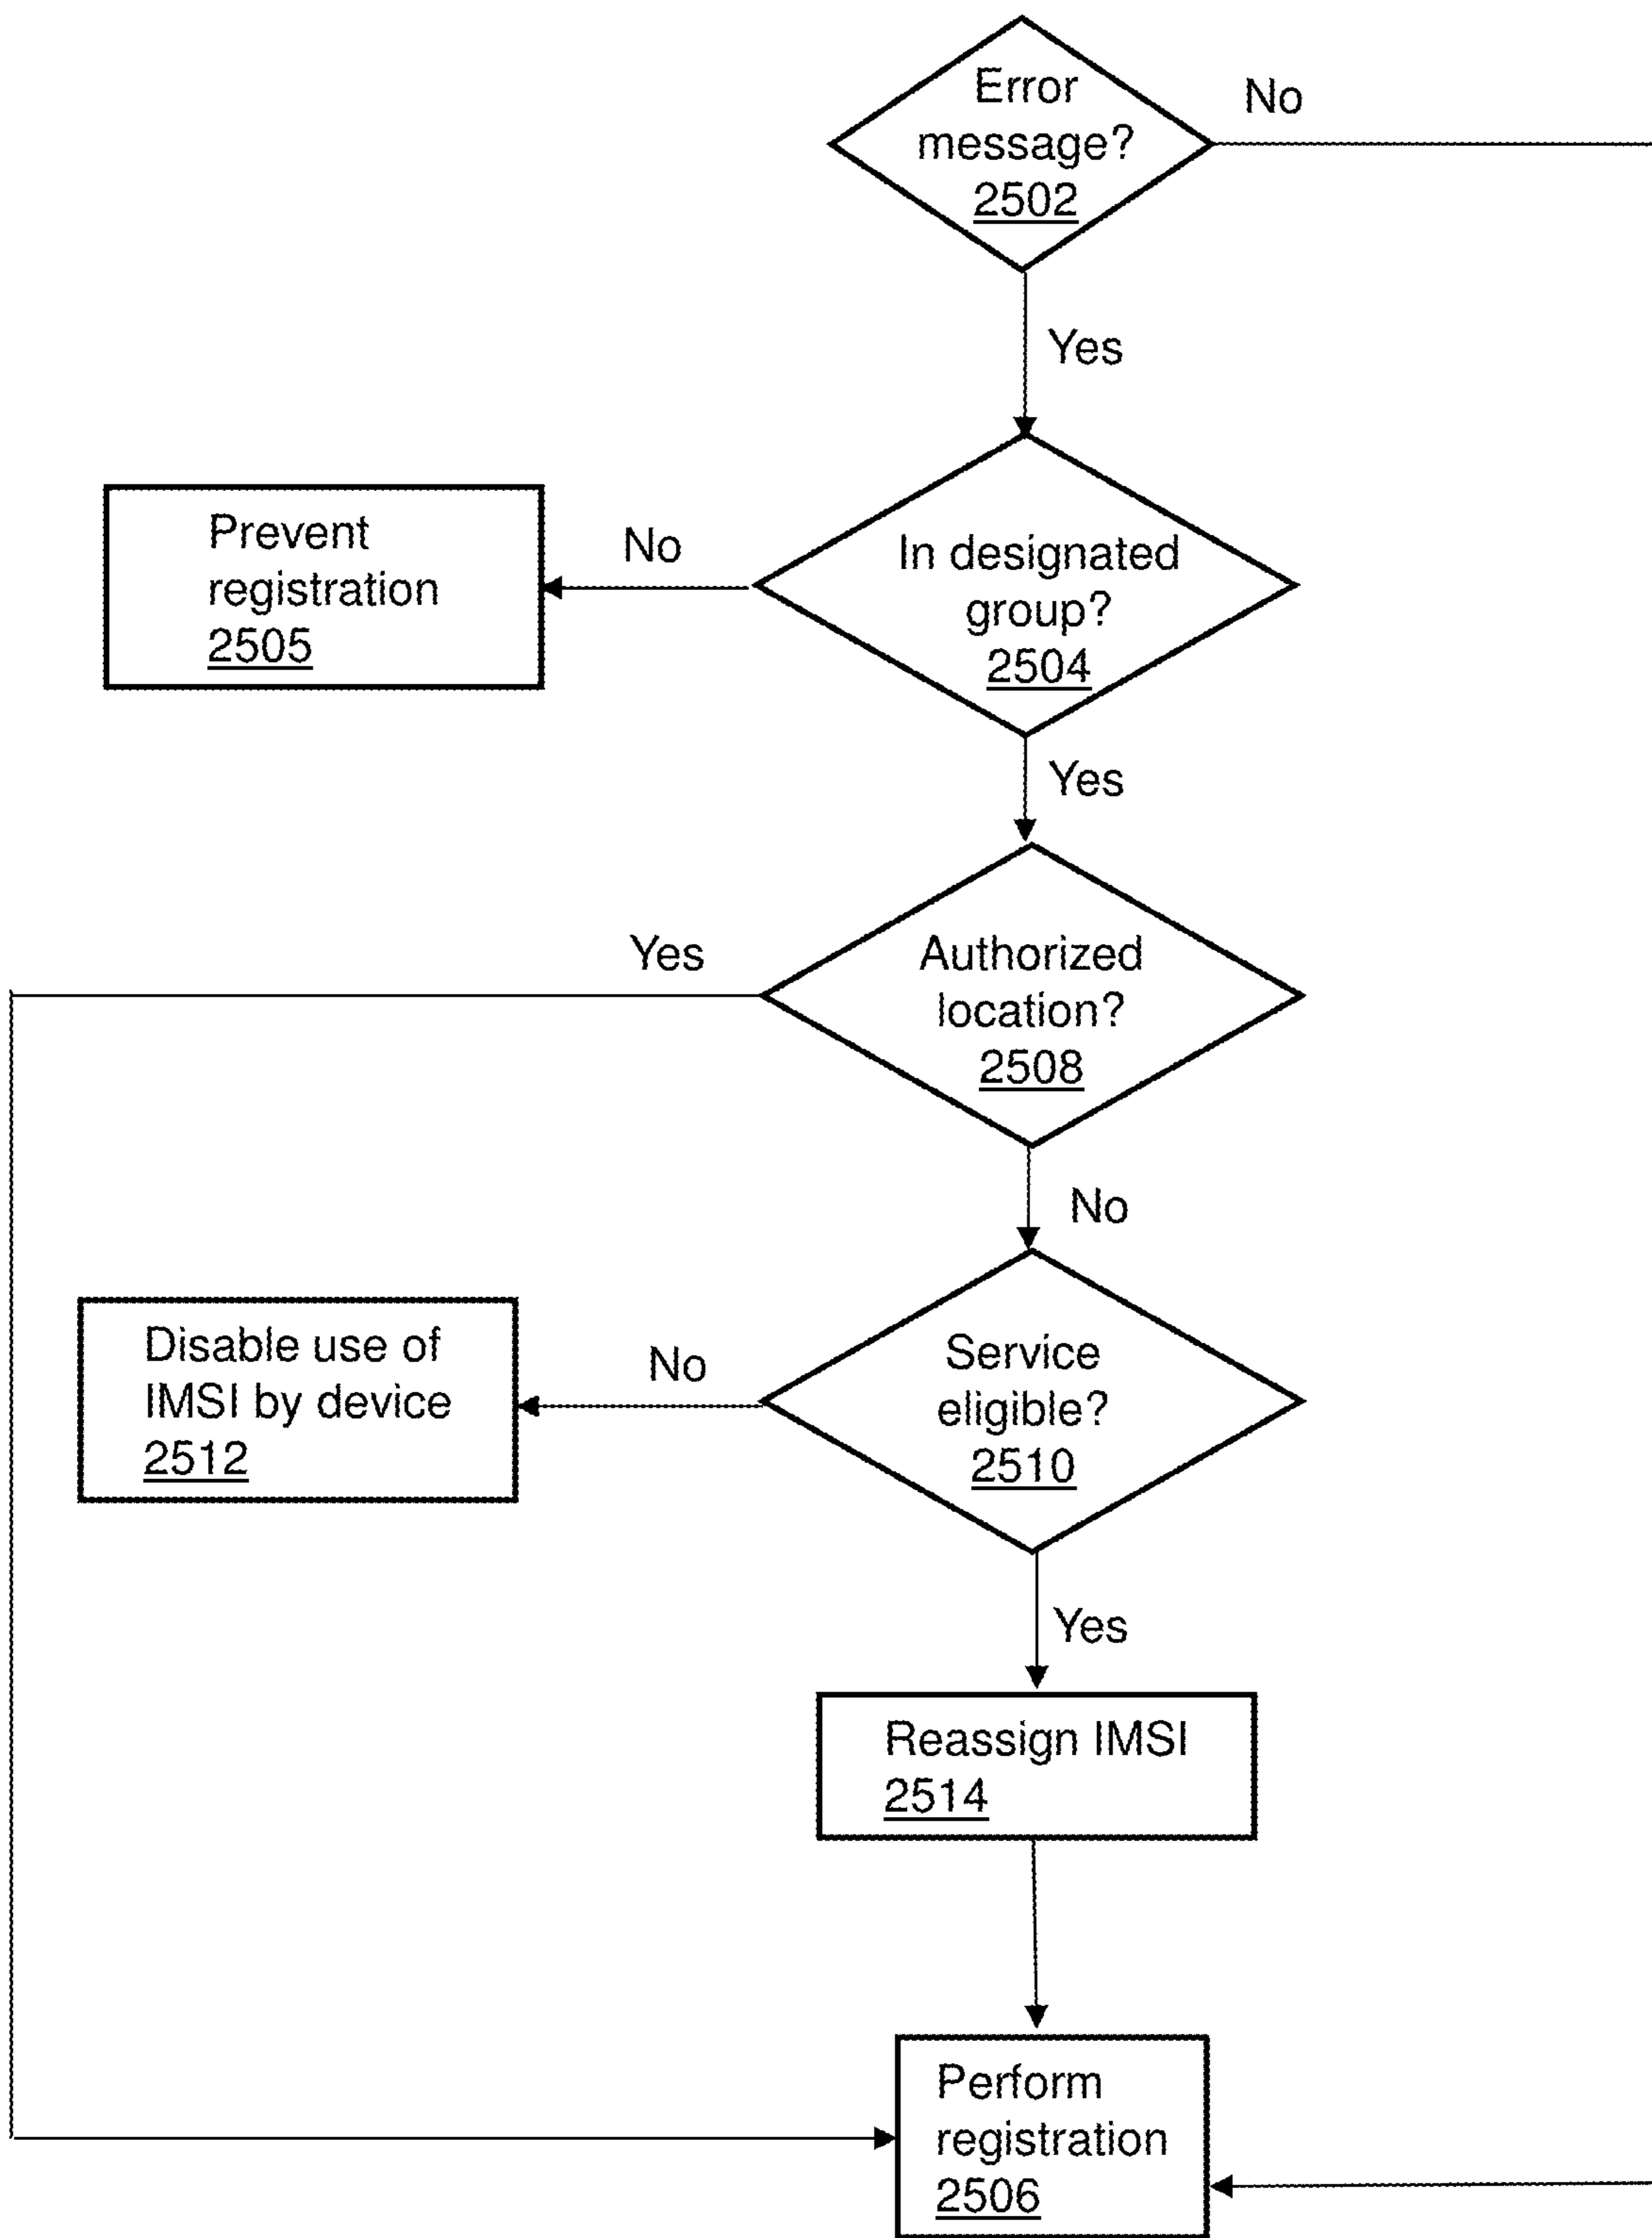 Error
message?
2502
No
Yes
Prevent
registration
2505
No
In designated
group?
2504
Yes
Yes
Authorized
location?
2508
No
Disable use of
IMSI by device
2512
No
Service
eligible?
2510
Yes
Reassign IMSI
2514
Perform
registration
2506